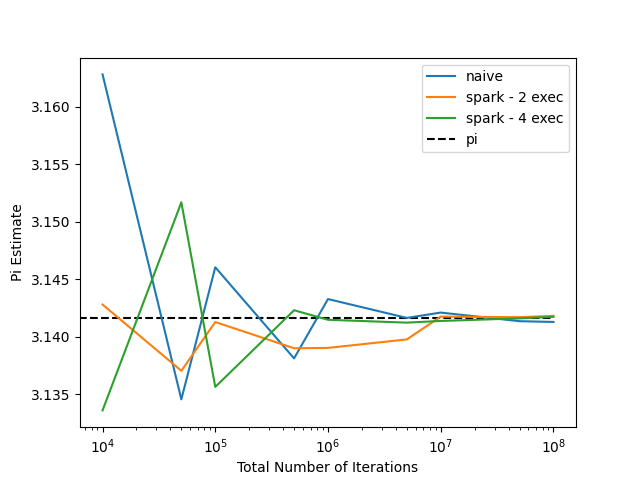 naive
spark - 2 exec
spark - 4 exec
pi
3.160
3.155
3.150
3.145
3.140
3.135
Pi Estimate
10⁴ 10⁵ 10⁶ 10⁷ 10⁸
Total Number of Iterations